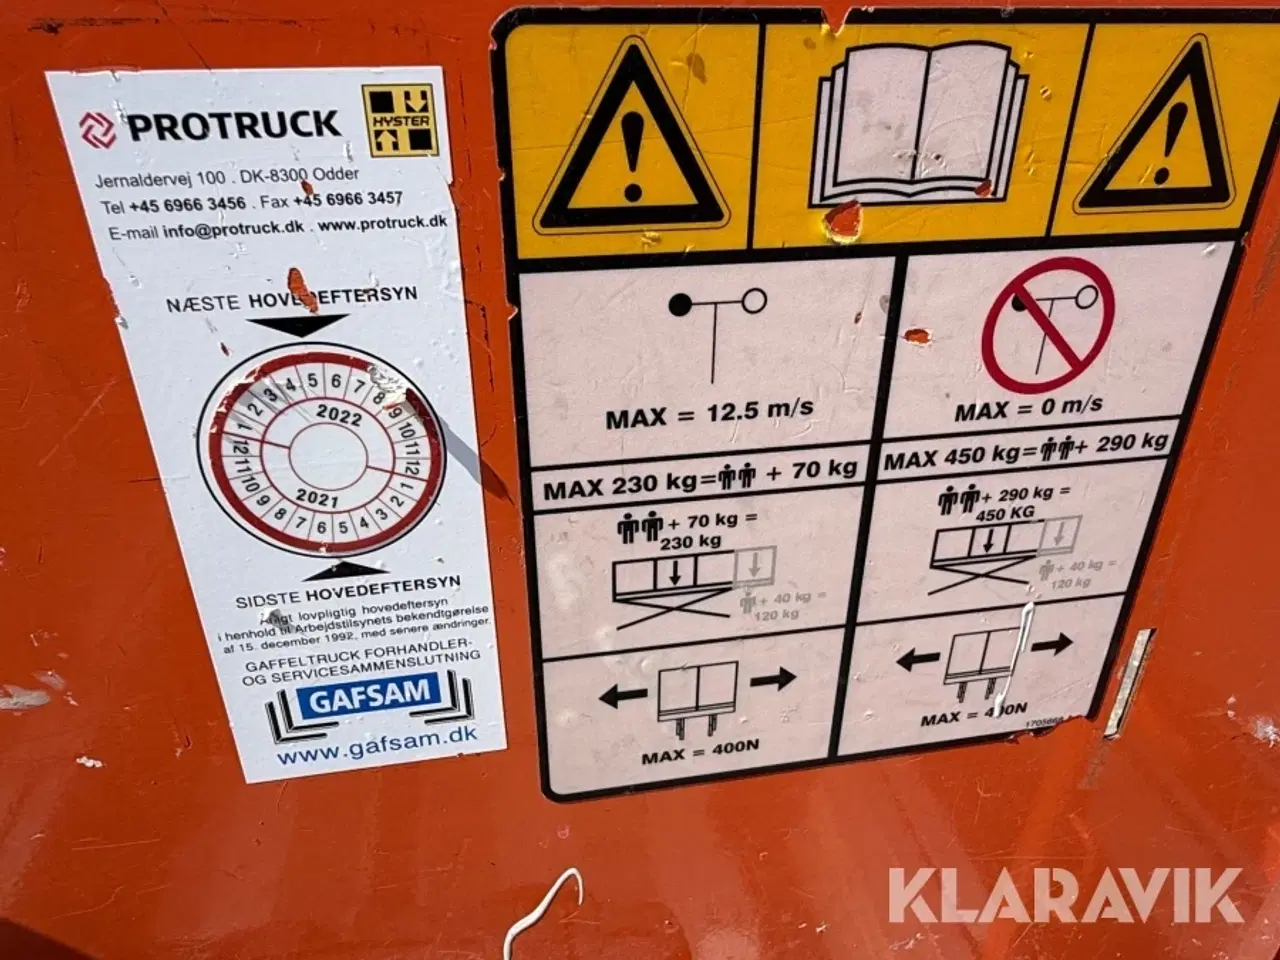 PROTRUCK
HYSTER
Jernaldervej 100 . DK-8300 Odder
Tel +45 6966 3456 . Fax +45 6966 3457
E-mail info@protruck.dk . www.protruck.dk
NÆSTE HOVEDEFTERSYN
1 2 3 4 5 6 7 8 9 10 11 12
2022
2021
12 11 10 9 8 7 6 5 4 3 2 1
SIDSTE HOVEDEFTERSYN
lovpligtig hovedeftersyn
i henhold til Arbejdstilsynets bekendtgørelse
af 15. december 1992, med senere ændringer.
GAFFELTRUCK FORHANDLER-
OG SERVICESAMMENSLUTNING
GAFSAM
www.gafsam.dk
MAX = 12.5 m/s
MAX 230 kg= + 70 kg
+ 70 kg =
230 kg
+ 40 kg =
120 kg
MAX = 400N
MAX = 0 m/s
MAX 450 kg= + 290 kg
+ 290 kg =
450 KG
+ 40 kg =
120 kg
MAX = 400N
1705668
KLARAVIK